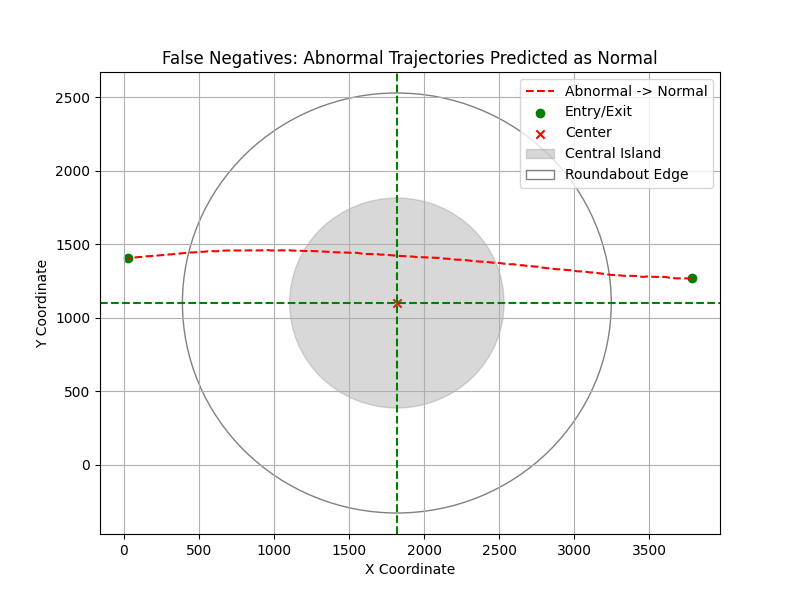 False Negatives: Abnormal Trajectories Predicted as Normal
Abnormal -> Normal
Entry/Exit
Center
Central Island
Roundabout Edge
2500
2000
1500
1000
500
0
Y Coordinate
0 500 1000 1500 2000 2500 3000 3500
X Coordinate